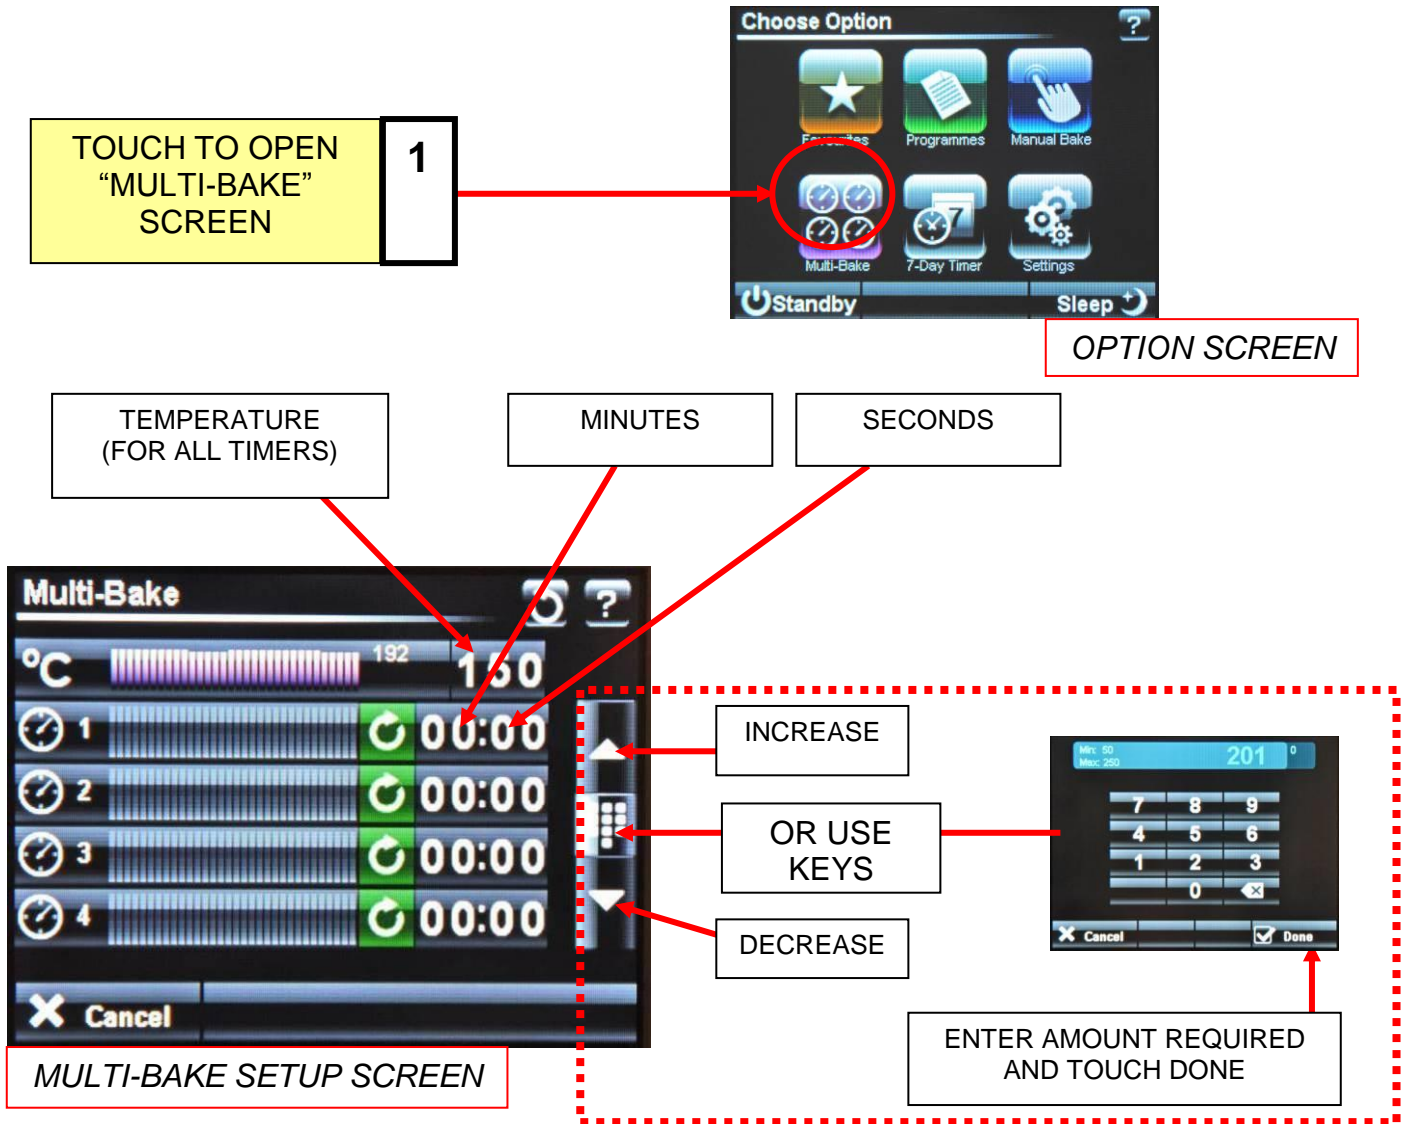 Choose Option
?
Favourites
Programmes
Manual Bake
7
Multi-Bake
7-Day Timer
Settings
Standby
Sleep
TOUCH TO OPEN
“MULTI-BAKE”
SCREEN
1
OPTION SCREEN
TEMPERATURE
(FOR ALL TIMERS)
MINUTES
SECONDS
Multi-Bake
?
°C
192
150
1
00:00
2
00:00
3
00:00
4
00:00
Cancel
MULTI-BAKE SETUP SCREEN
INCREASE
OR USE
KEYS
DECREASE
Min: 50
Max: 250
201
0
7 8 9
4 5 6
1 2 3
0
Cancel
Done
ENTER AMOUNT REQUIRED
AND TOUCH DONE